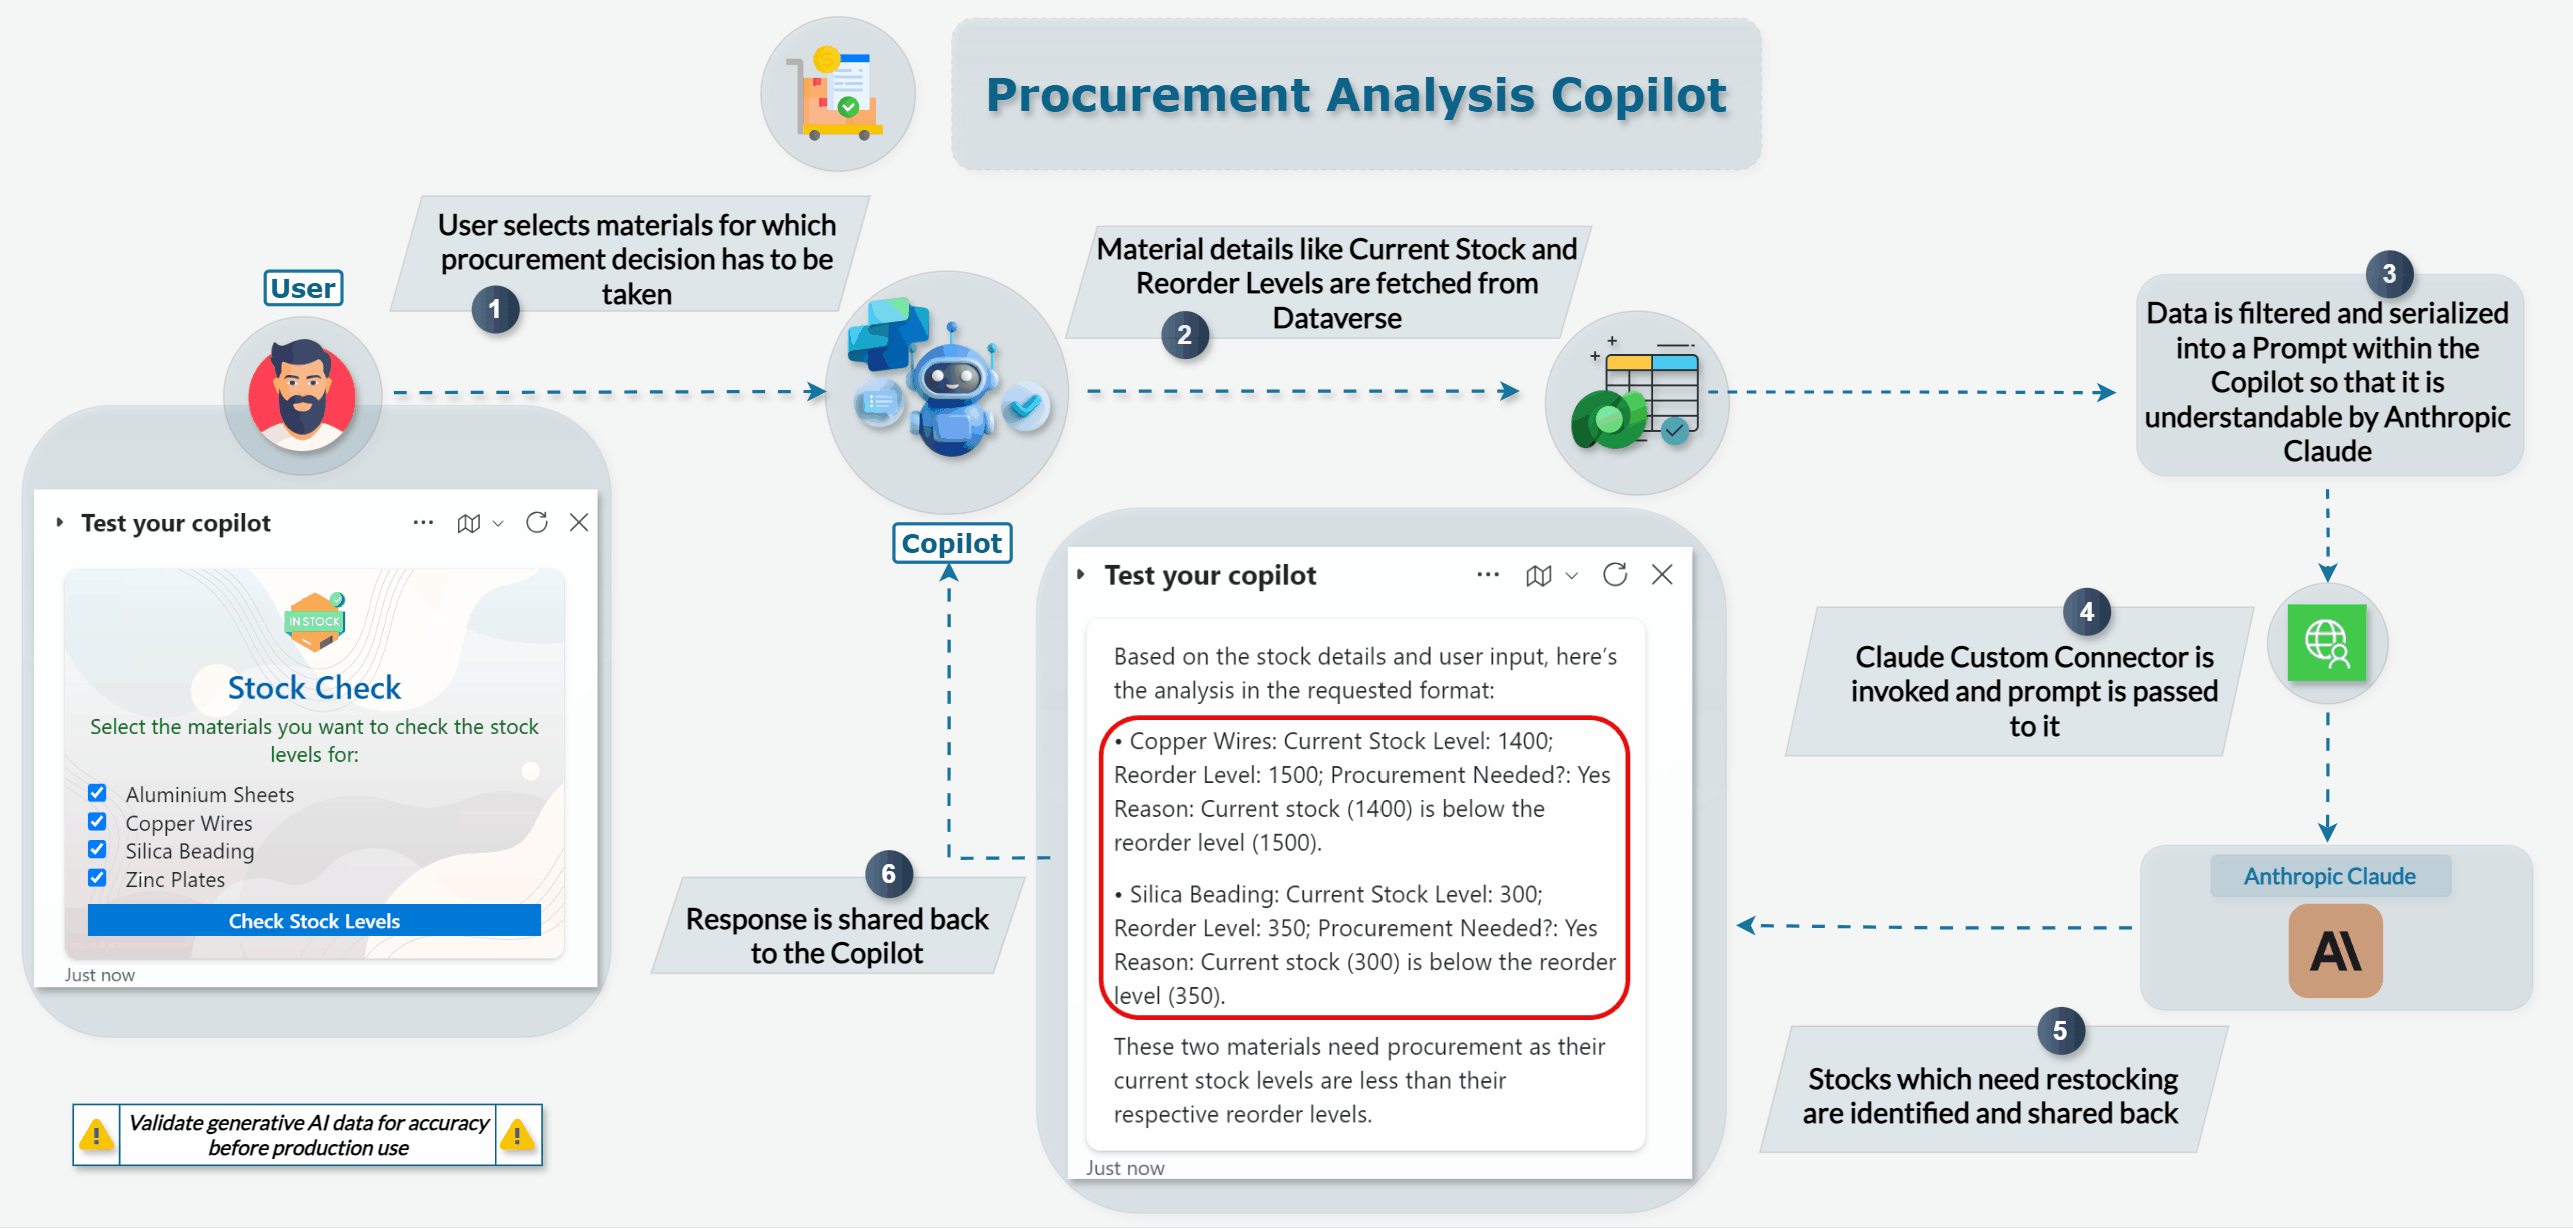 Procurement Analysis Copilot
User selects materials for which
procurement decision has to be
taken
1
User
Material details like Current Stock and
Reorder Levels are fetched from
Dataverse
2
3
Data is filtered and serialized
into a Prompt within the
Copilot so that it is
understandable by Anthropic
Claude
Copilot
Test your copilot
IN STOCK
Stock Check
Select the materials you want to check the stock
levels for:
Aluminium Sheets
Copper Wires
Silica Beading
Zinc Plates
Check Stock Levels
Just now
4
Claude Custom Connector is
invoked and prompt is passed
to it
Anthropic Claude
A\
5
Stocks which need restocking
are identified and shared back
Test your copilot
Based on the stock details and user input, here's
the analysis in the requested format:
• Copper Wires: Current Stock Level: 1400;
Reorder Level: 1500; Procurement Needed?: Yes
Reason: Current stock (1400) is below the
reorder level (1500).
• Silica Beading: Current Stock Level: 300;
Reorder Level: 350; Procurement Needed?: Yes
Reason: Current stock (300) is below the reorder
level (350).
These two materials need procurement as their
current stock levels are less than their
respective reorder levels.
Just now
6
Response is shared back
to the Copilot
Validate generative AI data for accuracy
before production use